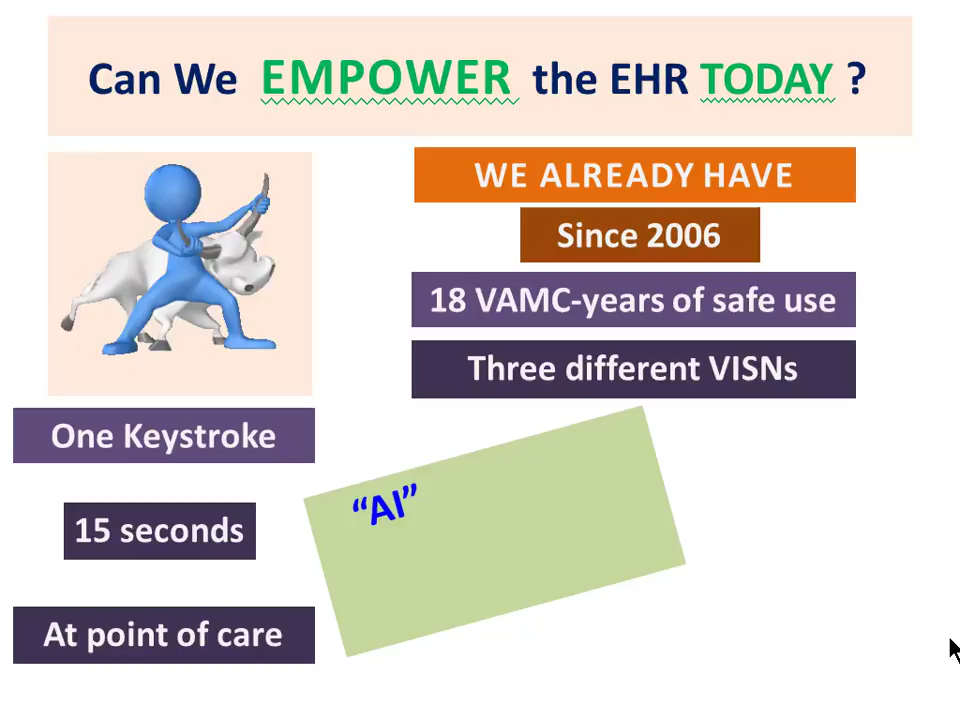 Can We EMPOWER the EHR TODAY ?
WE ALREADY HAVE
Since 2006
18 VAMC-years of safe use
Three different VISNs
One Keystroke
15 seconds
At point of care
“AI”